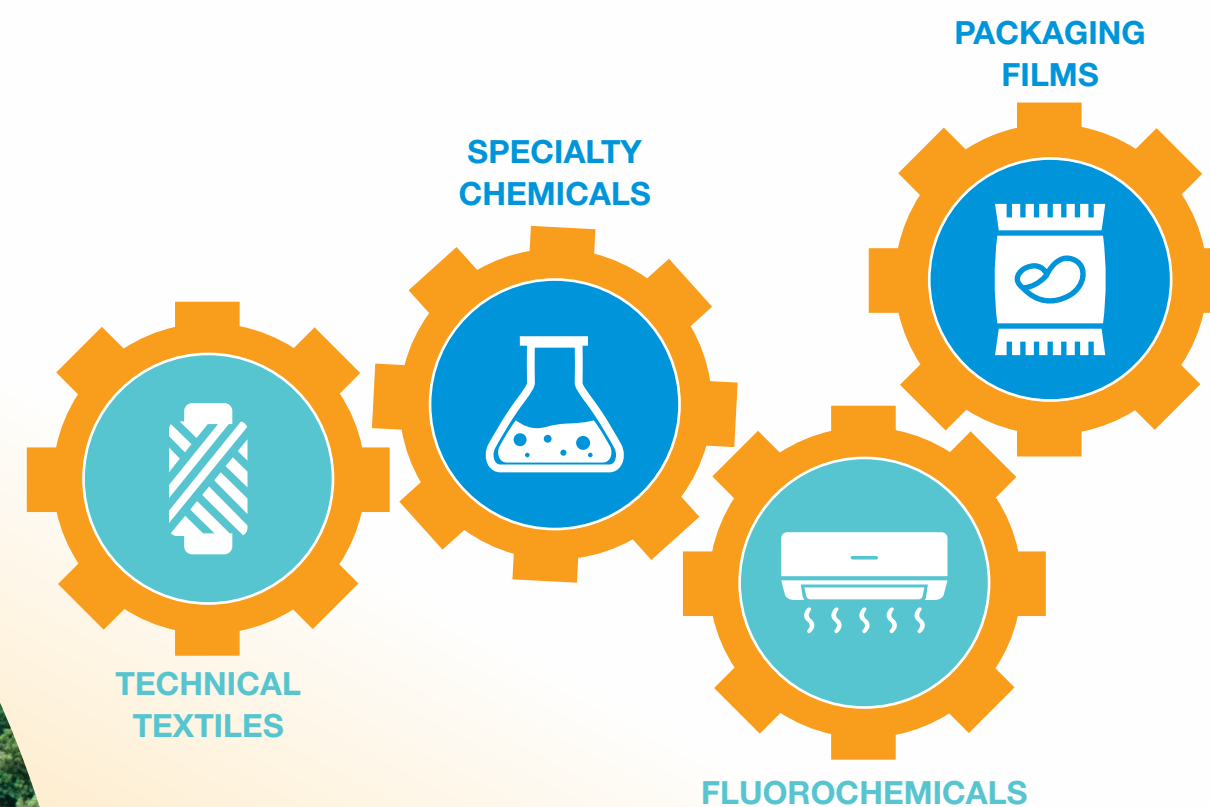 PACKAGING
FILMS
SPECIALTY
CHEMICALS
TECHNICAL
TEXTILES
FLUOROCHEMICALS